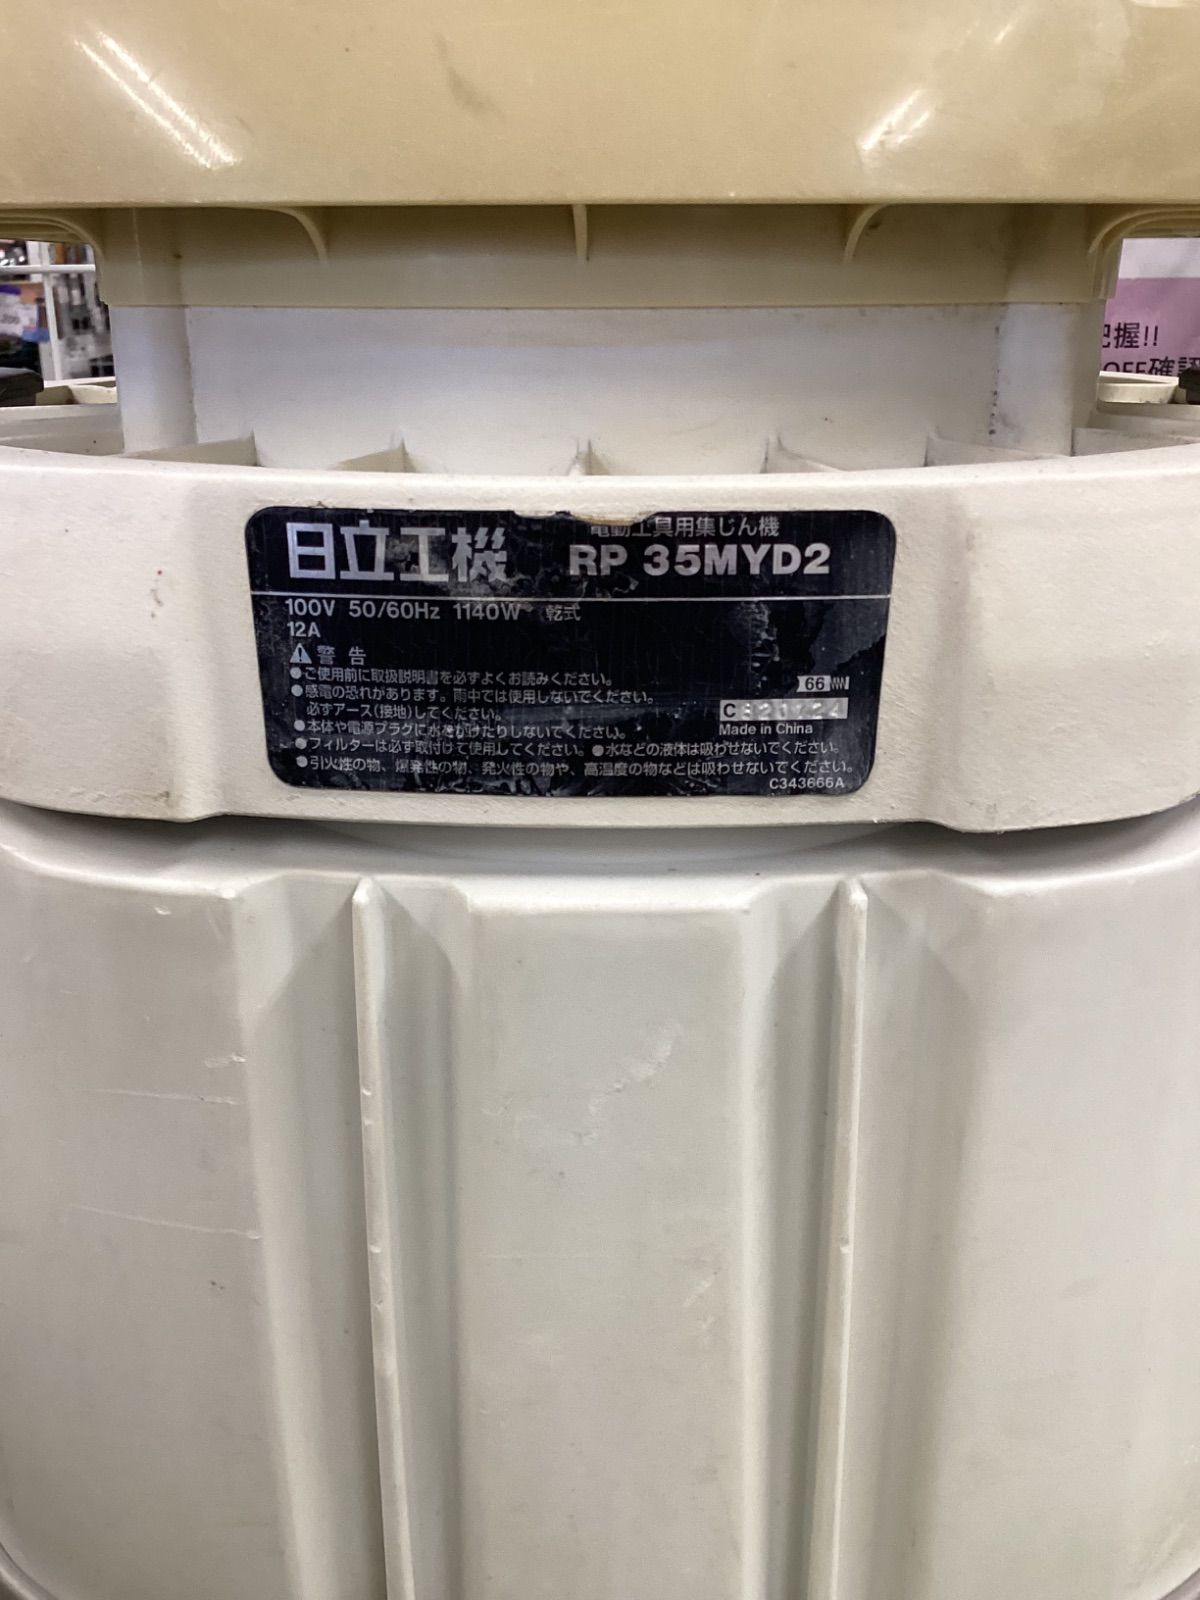 日立工機
電動工具用集じん機
RP 35MYD2
100V 50/60Hz 1140W 乾式
12A
警告
●ご使用前に取扱説明書を必ずよくお読みください。
●感電の恐れがあります。雨中では使用しないでください。
必ずアース(接地)してください。
●本体や電源プラグに水をかけたりしないでください。
●フィルターは必ず取付けて使用してください。●水などの液体は吸わせないでください。
●引火性の物、爆発性の物、発火性の物や、高温度の物などは吸わせないでください。
66
C 820724
Made in China
C343666A
把握!!
OFF確認